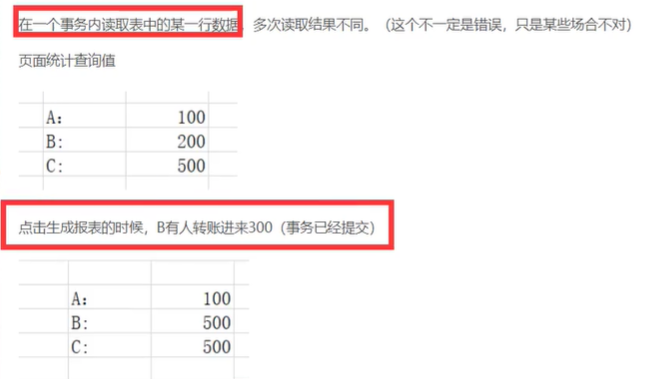 在一个事务内读取表中的某一行数据，多次读取结果不同。（这个不一定是错误，只是某些场合不对）
页面统计查询值
A： 100
B: 200
C: 500
点击生成报表的时候，B有人转账进来300（事务已经提交）
A： 100
B: 500
C: 500